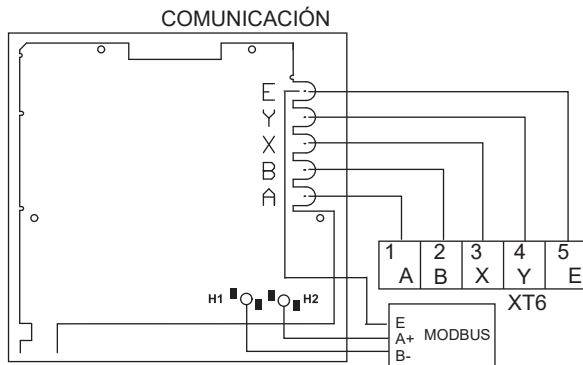 COMUNICACIÓN
E
Y
X
B
A
1 2 3 4 5
A B X Y E
XT6
H1 H2
E
A+ MODBUS
B-